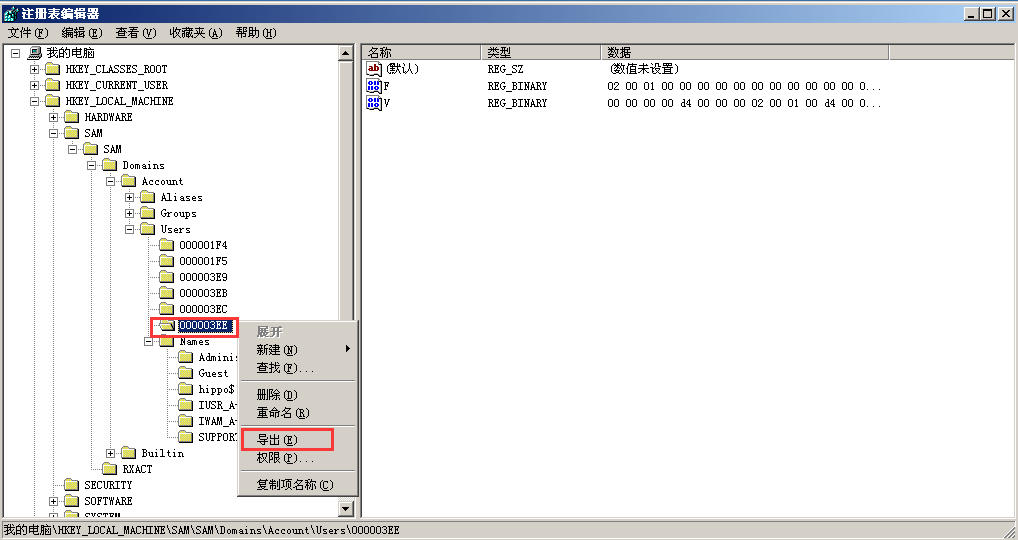 注册表编辑器
文件(F) 编辑(E) 查看(V) 收藏夹(A) 帮助(H)
我的电脑
HKEY_CLASSES_ROOT
HKEY_CURRENT_USER
HKEY_LOCAL_MACHINE
HARDWARE
SAM
SAM
Domains
Account
Aliases
Groups
Users
000001F4
000001F5
000003E9
000003EB
000003EC
000003EE
Names
Adminis
Guest
hippo$
IUSR_A
IWAM_A
SUPPORT
Builtin
RXACT
SECURITY
SOFTWARE
SYSTEM
名称 类型 数据
(默认) REG_SZ (数值未设置)
F REG_BINARY 02 00 01 00 00 00 00 00 00 00 00 00 00 00 0...
V REG_BINARY 00 00 00 00 d4 00 00 00 02 00 01 00 d4 00 0...
展开
新建(N)
查找(F)...
删除(D)
重命名(R)
导出(E)
权限(P)...
复制项名称(C)
我的电脑\HKEY_LOCAL_MACHINE\SAM\SAM\Domains\Account\Users\000003EE